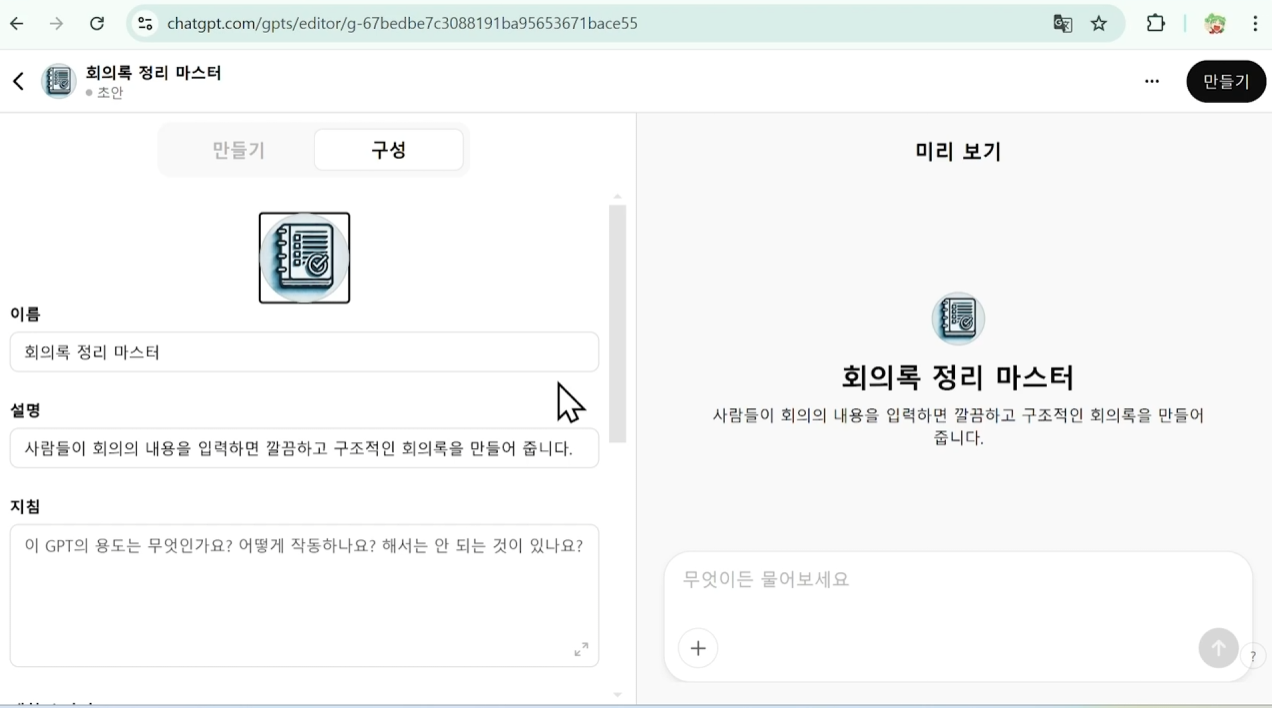 chatgpt.com/gpts/editor/g-67bedbe7c3088191ba95653671bace55
회의록 정리 마스터
초안
만들기
만들기
구성
미리 보기
이름
회의록 정리 마스터
설명
사람들이 회의의 내용을 입력하면 깔끔하고 구조적인 회의록을 만들어 줍니다.
지침
이 GPT의 용도는 무엇인가요? 어떻게 작동하나요? 해서는 안 되는 것이 있나요?
회의록 정리 마스터
사람들이 회의의 내용을 입력하면 깔끔하고 구조적인 회의록을 만들어
줍니다.
무엇이든 물어보세요
?